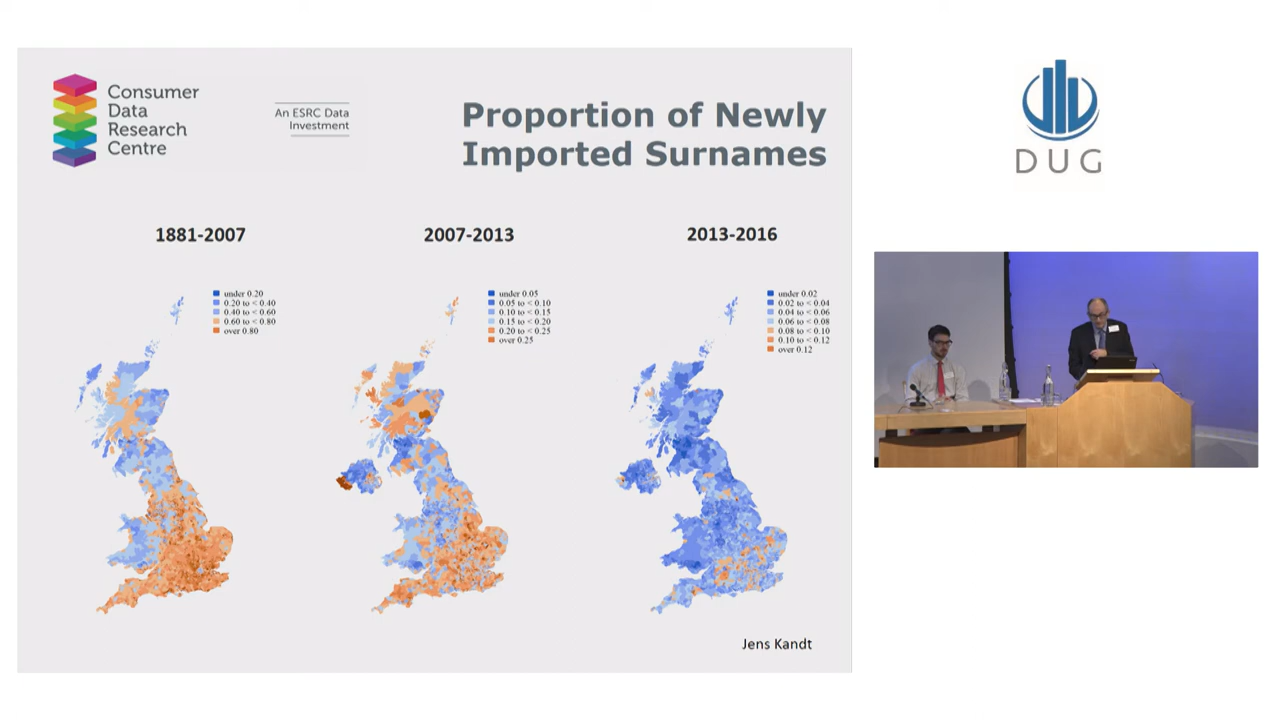 Consumer
Data
Research
Centre
An ESRC Data
Investment
Proportion of Newly
Imported Surnames
DUG
1881-2007
2007-2013
2013-2016
under 0.20
0.20 to < 0.40
0.40 to < 0.60
0.60 to < 0.80
over 0.80
under 0.05
0.05 to < 0.10
0.10 to < 0.15
0.15 to < 0.20
0.20 to < 0.25
over 0.25
under 0.02
0.02 to < 0.04
0.04 to < 0.06
0.06 to < 0.08
0.08 to < 0.10
0.10 to < 0.12
over 0.12
Jens Kandt